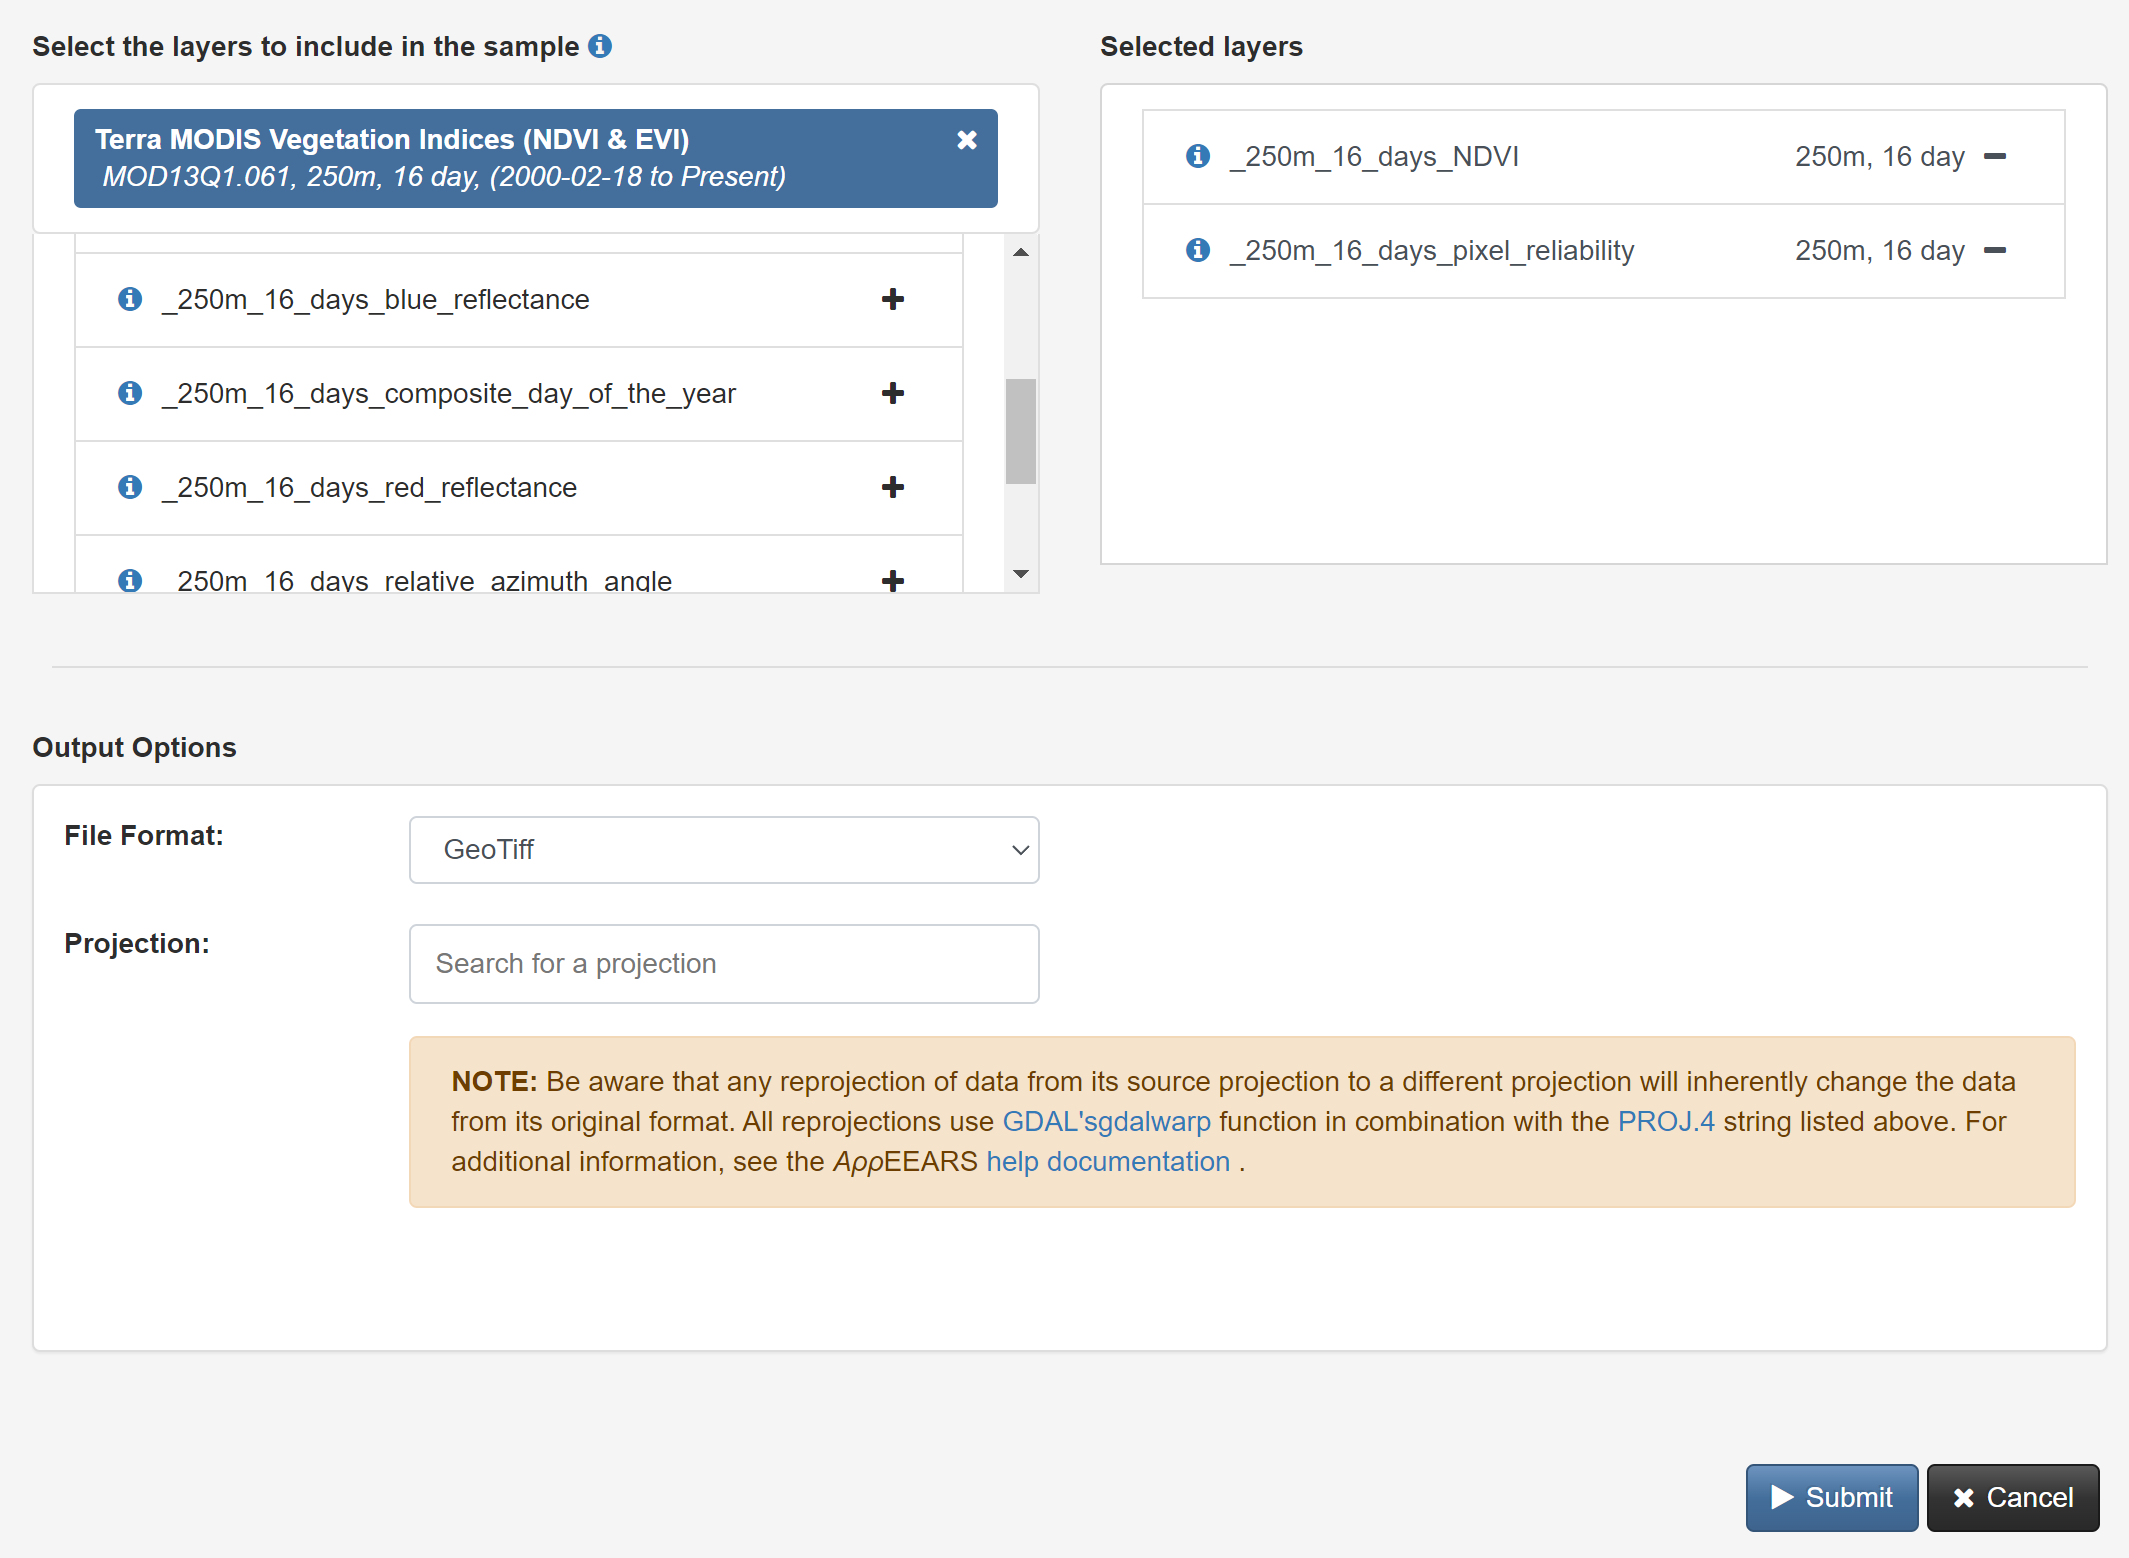 Select the layers to include in the sample
Terra MODIS Vegetation Indices (NDVI & EVI)
MOD13Q1.061, 250m, 16 day, (2000-02-18 to Present)
_250m_16_days_blue_reflectance
_250m_16_days_composite_day_of_the_year
_250m_16_days_red_reflectance
_250m_16_days_relative_azimuth_angle
Selected layers
_250m_16_days_NDVI 250m, 16 day
_250m_16_days_pixel_reliability 250m, 16 day
Output Options
File Format:
GeoTiff
Projection:
Search for a projection
NOTE: Be aware that any reprojection of data from its source projection to a different projection will inherently change the data
from its original format. All reprojections use GDAL'sgdalwarp function in combination with the PROJ.4 string listed above. For
additional information, see the AρρEEARS help documentation .
Submit
Cancel